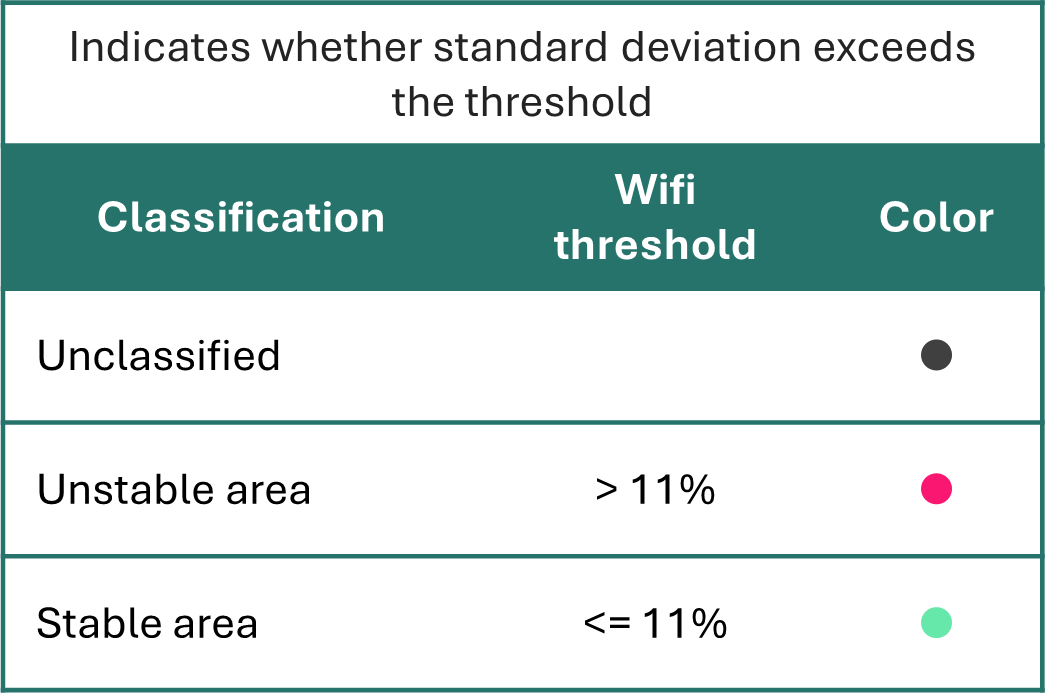 Indicates whether standard deviation exceeds
the threshold
Classification
Wifi
threshold
Color
Unclassified
Unstable area > 11%
Stable area <= 11%